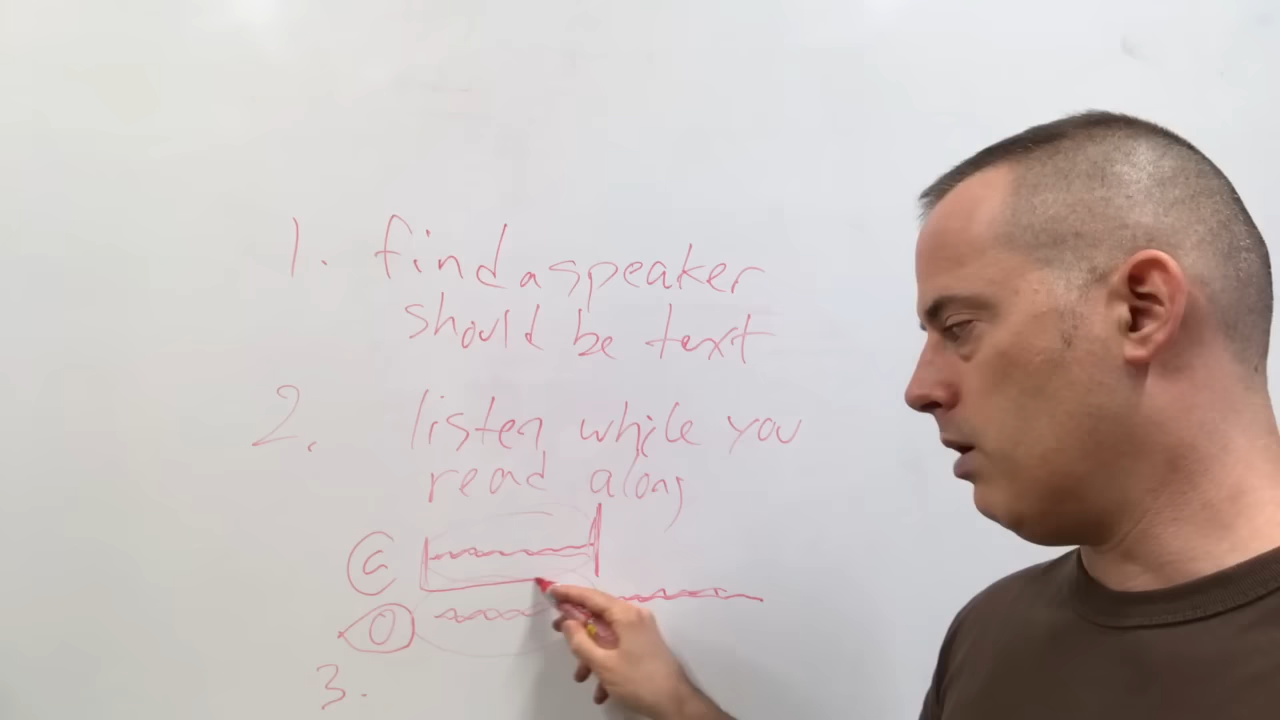 1. find a speaker
should be text
2. listen while you
read along
3.